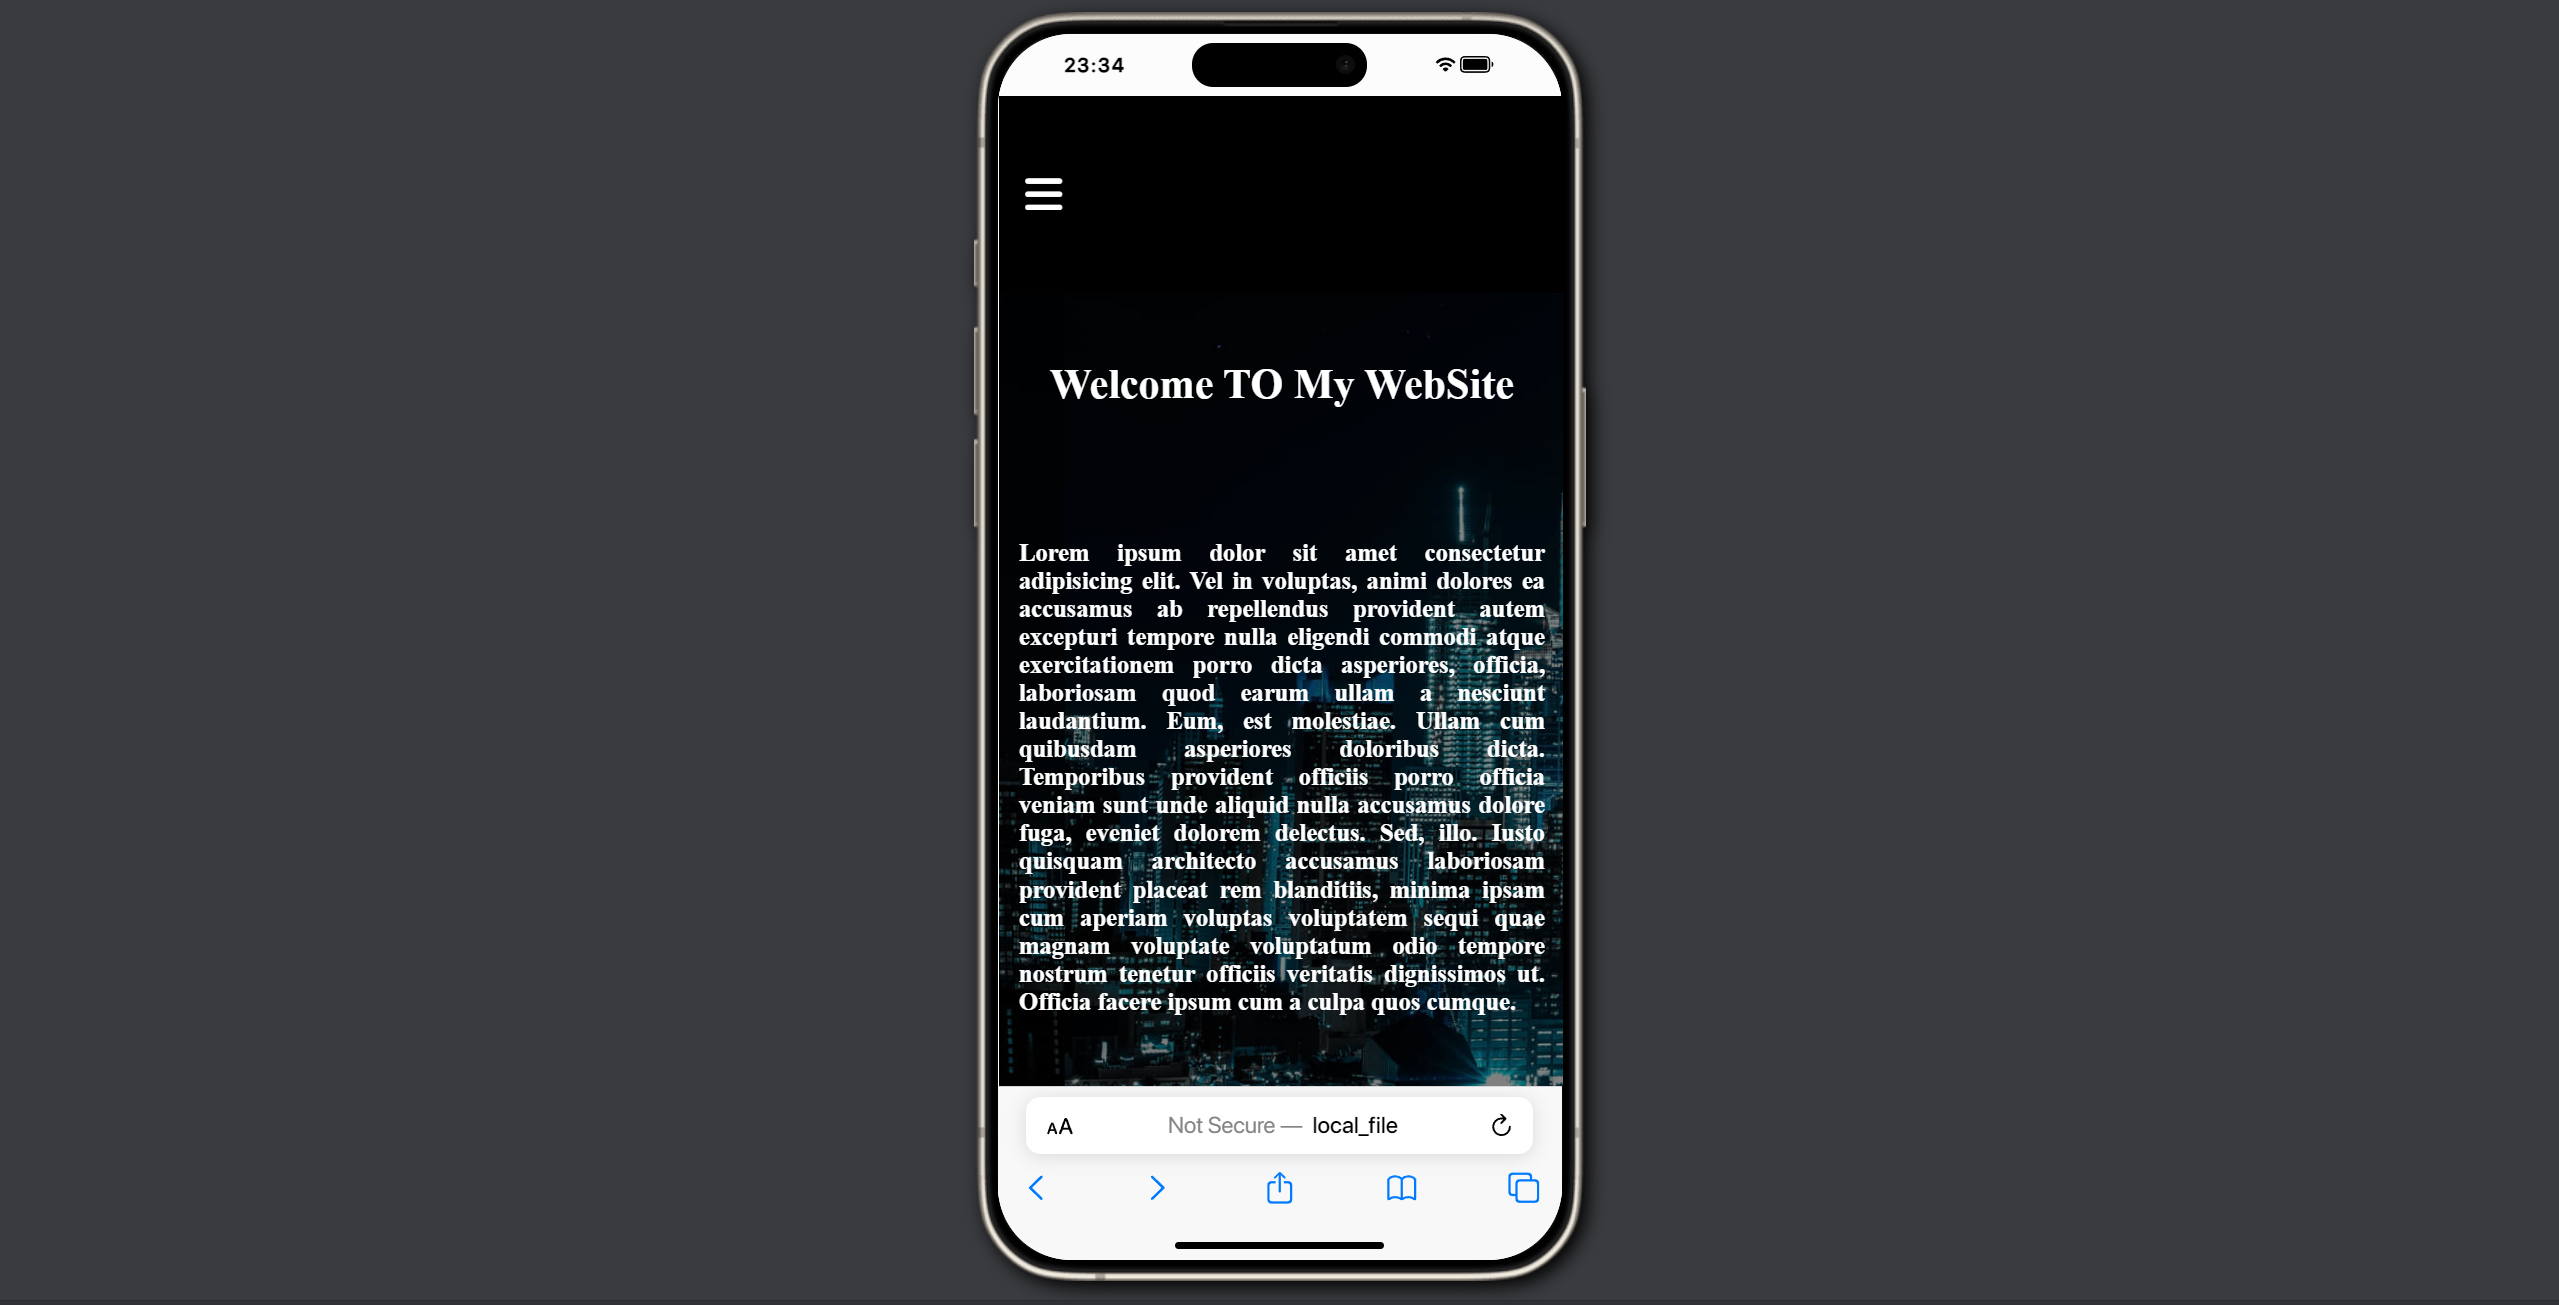 23:34
Welcome TO My WebSite
Lorem ipsum dolor sit amet consectetur
adipisicing elit. Vel in voluptas, animi dolores ea
accusamus ab repellendus provident autem
excepturi tempore nulla eligendi commodi atque
exercitationem porro dicta asperiores, officia,
laboriosam quod earum ullam a nesciunt
laudantium. Eum, est molestiae. Ullam cum
quibusdam asperiores doloribus dicta.
Temporibus provident officiis porro officia
veniam sunt unde aliquid nulla accusamus dolore
fuga, eveniet dolorem delectus. Sed, illo. Iusto
quisquam architecto accusamus laboriosam
provident placeat rem blanditiis, minima ipsam
cum aperiam voluptas voluptatem sequi quae
magnam voluptate voluptatum odio tempore
nostrum tenetur officiis veritatis dignissimos ut.
Officia facere ipsum cum a culpa quos cumque.
AA Not Secure — local_file